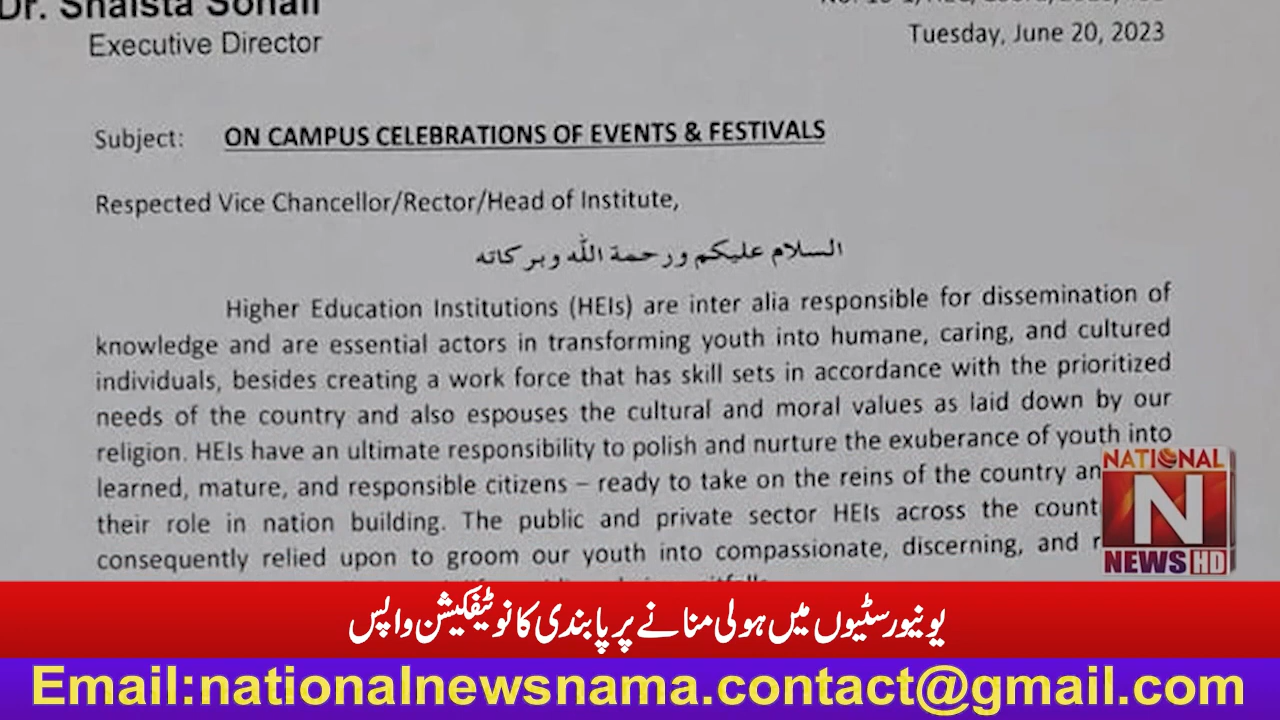 Dr. Shaista Sohail
Executive Director
Tuesday, June 20, 2023
Subject: ON CAMPUS CELEBRATIONS OF EVENTS & FESTIVALS
Respected Vice Chancellor/Rector/Head of Institute,
السلام علیکم ورحمة الله وبركاته
Higher Education Institutions (HEIs) are inter alia responsible for dissemination of
knowledge and are essential actors in transforming youth into humane, caring, and cultured
individuals, besides creating a work force that has skill sets in accordance with the prioritized
needs of the country and also espouses the cultural and moral values as laid down by our
religion. HEIs have an ultimate responsibility to polish and nurture the exuberance of youth into
learned, mature, and responsible citizens – ready to take on the reins of the country
their role in nation building. The public and private sector HEIs across the
consequently relied upon to groom our youth into compassionate, discerning, and
NATIONAL
N
NEWS HD
یونیورسٹیوں میں ہولی منانے پر پابندی کا نوٹیفکیشن واپس
Email:nationalnewsnama.contact@gmail.com